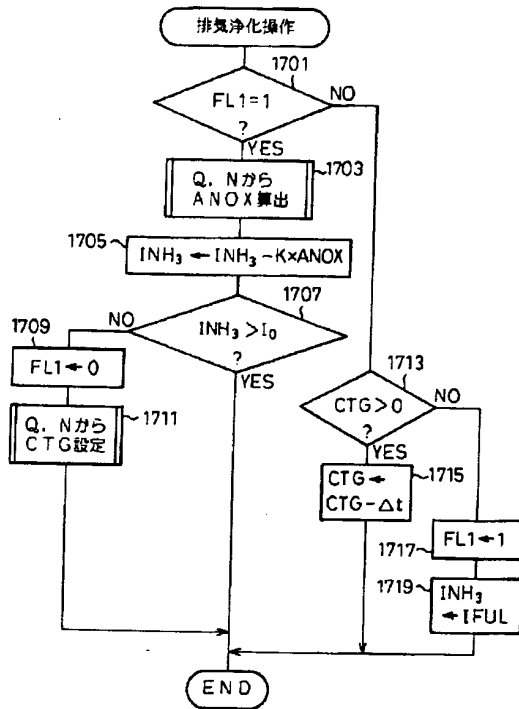 排気浄化操作
1701
FL1=1
?
NO
YES
Q, Nから
ANOX算出
1703
1705
INH₃ ← INH₃ - K×ANOX
1707
INH₃ > I₀
?
NO
YES
1709
FL1 ← 0
Q, Nから
CTG設定
1711
1713
CTG > 0
?
NO
YES
CTG ←
CTG - Δt
1715
FL1 ← 1
1717
1719
INH₃
← IFUL
END